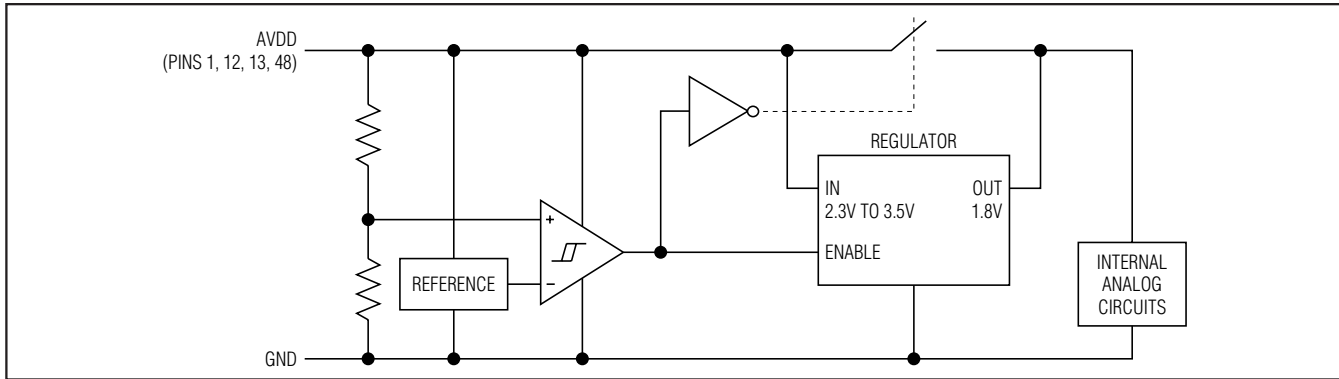 AVDD
(PINS 1, 12, 13, 48)
REGULATOR
IN
2.3V TO 3.5V
OUT
1.8V
ENABLE
+
−
REFERENCE
INTERNAL
ANALOG
CIRCUITS
GND